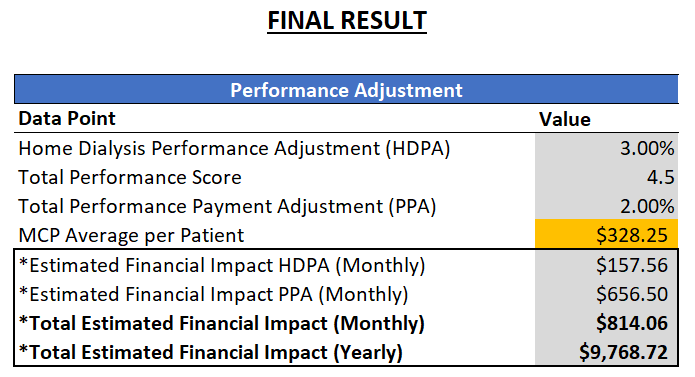 FINAL RESULT
Performance Adjustment
Data Point Value
Home Dialysis Performance Adjustment (HDPA) 3.00%
Total Performance Score 4.5
Total Performance Payment Adjustment (PPA) 2.00%
MCP Average per Patient $328.25
*Estimated Financial Impact HDPA (Monthly) $157.56
*Estimated Financial Impact PPA (Monthly) $656.50
*Total Estimated Financial Impact (Monthly) $814.06
*Total Estimated Financial Impact (Yearly) $9,768.72